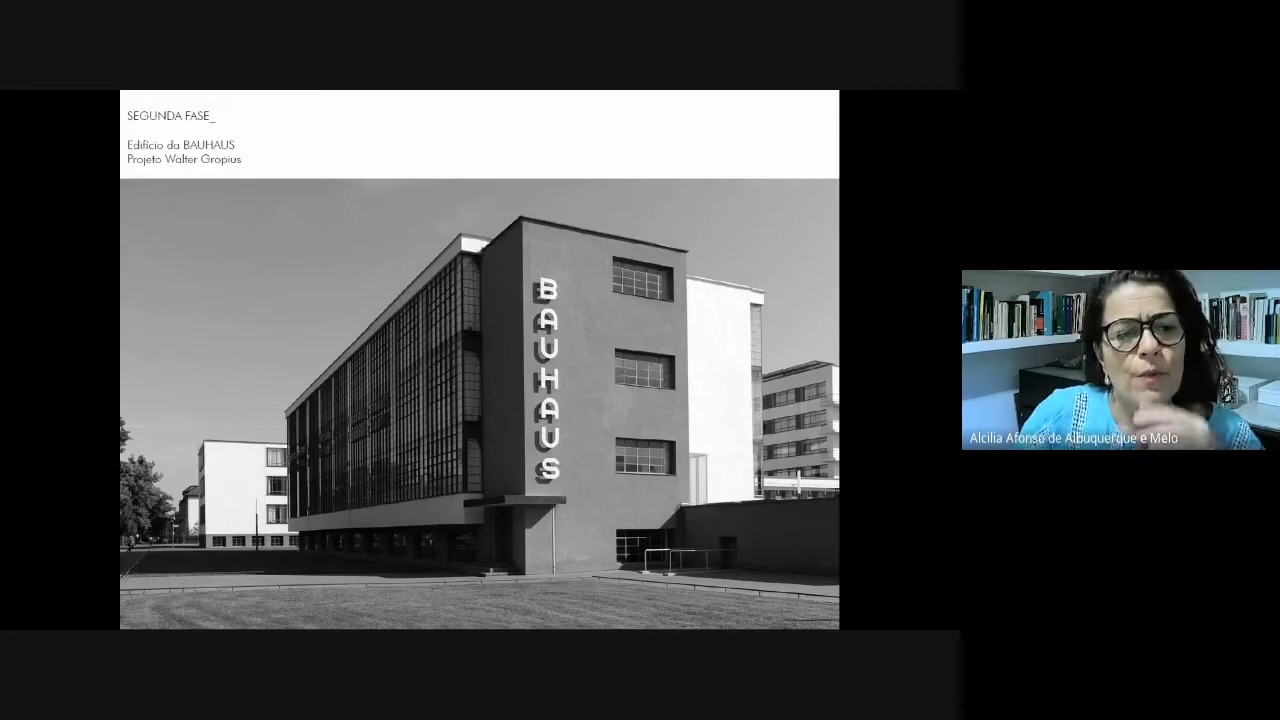 SEGUNDA FASE_
Edifício da BAUHAUS
Projeto Walter Gropius
BAUHAUS
Alcilia Afonso de Albuquerque e Melo